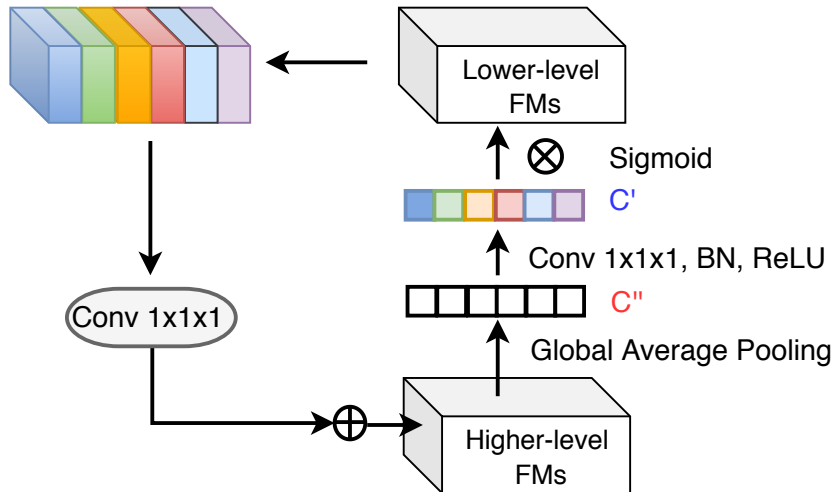 Lower-level
FMs
Sigmoid
C'
Conv 1x1x1, BN, ReLU
C"
Conv 1x1x1
Global Average Pooling
Higher-level
FMs